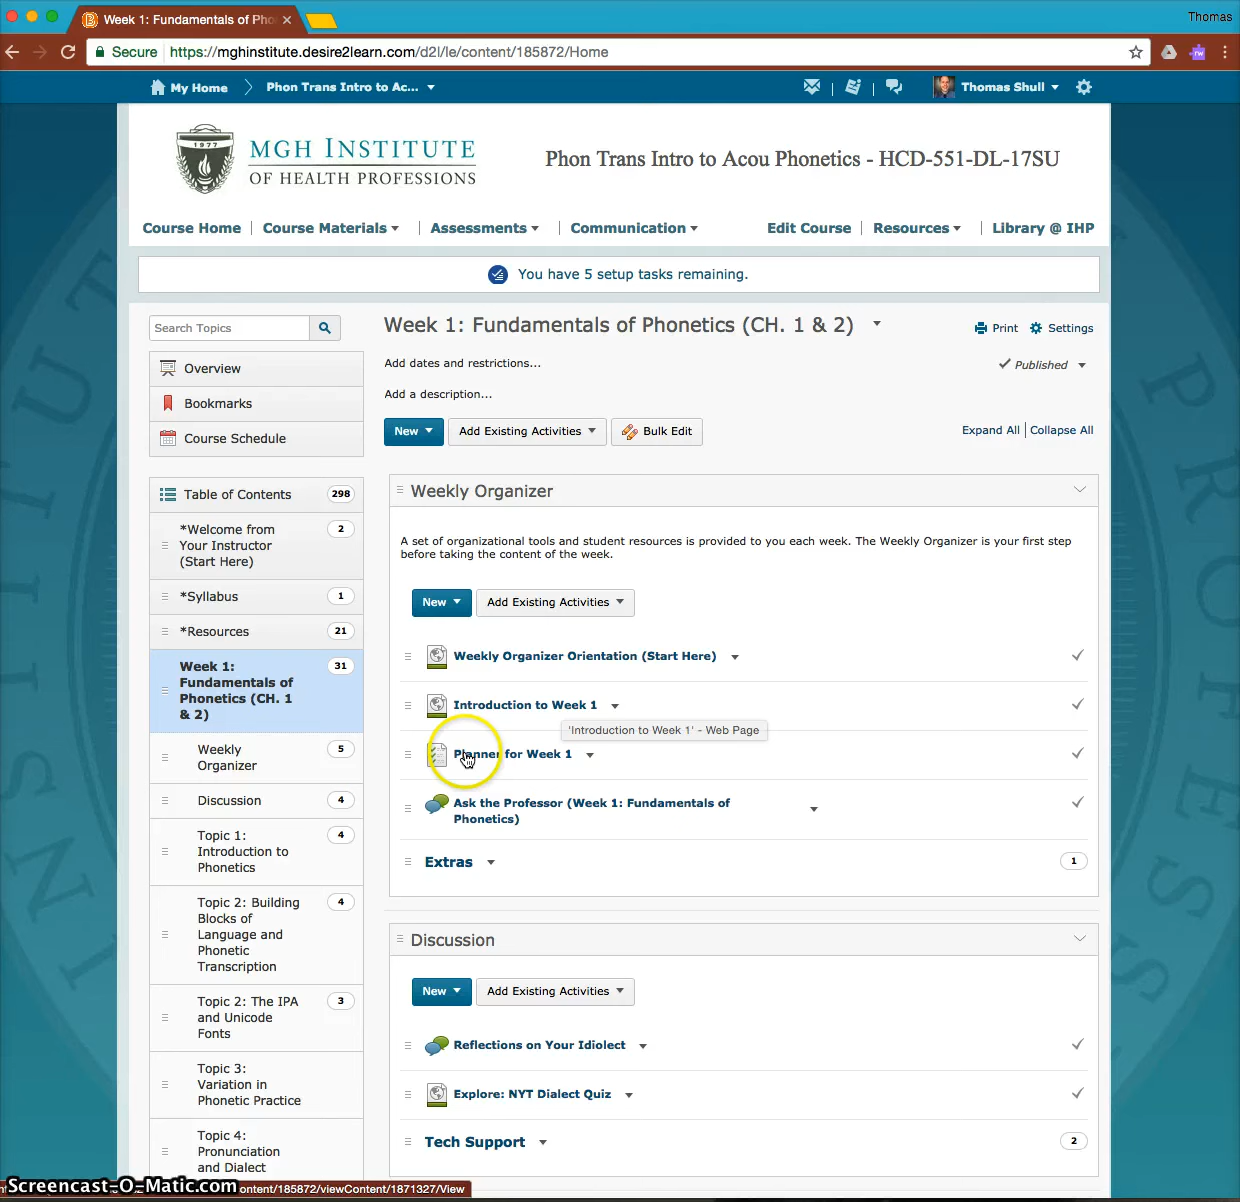 Week 1: Fundamentals of Pho
Thomas
Secure https://mghinstitute.desire2learn.com/d2l/le/content/185872/Home
My Home
Phon Trans Intro to Ac...
Thomas Shull
1977
MGH INSTITUTE
OF HEALTH PROFESSIONS
Phon Trans Intro to Acou Phonetics - HCD-551-DL-17SU
Course Home Course Materials Assessments Communication Edit Course Resources Library @ IHP
You have 5 setup tasks remaining.
Search Topics
Overview
Bookmarks
Course Schedule
Table of Contents 298
*Welcome from 2
Your Instructor
(Start Here)
*Syllabus 1
*Resources 21
Week 1: 31
Fundamentals of
Phonetics (CH. 1
& 2)
Weekly 5
Organizer
Discussion 4
Topic 1: 4
Introduction to
Phonetics
Topic 2: Building 4
Blocks of
Language and
Phonetic
Transcription
Topic 2: The IPA 3
and Unicode
Fonts
Topic 3:
Variation in
Phonetic Practice
Topic 4:
Pronunciation
and Dialect
Week 1: Fundamentals of Phonetics (CH. 1 & 2)
Print Settings
Add dates and restrictions...
Published
Add a description...
New Add Existing Activities Bulk Edit
Expand All Collapse All
Weekly Organizer
A set of organizational tools and student resources is provided to you each week. The Weekly Organizer is your first step
before taking the content of the week.
New Add Existing Activities
Weekly Organizer Orientation (Start Here)
Introduction to Week 1
'Introduction to Week 1' - Web Page
Planner for Week 1
Ask the Professor (Week 1: Fundamentals of
Phonetics)
Extras 1
Discussion
New Add Existing Activities
Reflections on Your Idiolect
Explore: NYT Dialect Quiz
Tech Support 2
Screencast-O-Matic.com
ontent/185872/viewContent/1871327/View